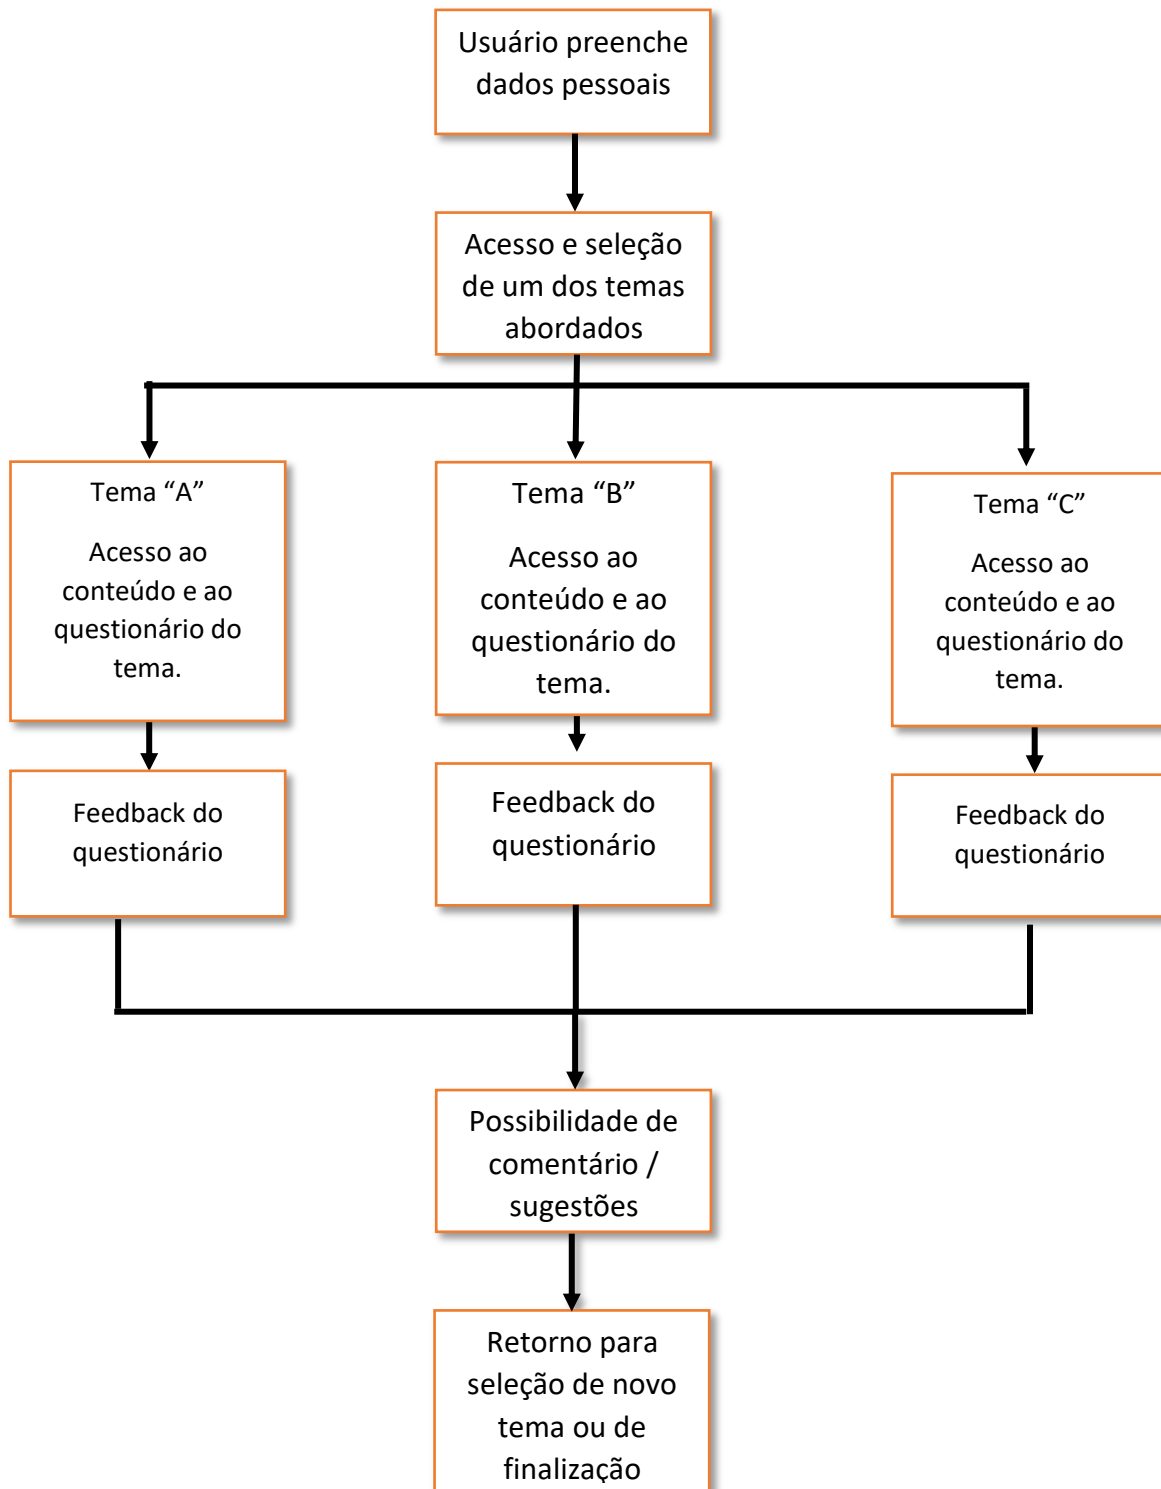 Usuário preenche
dados pessoais
Acesso e seleção
de um dos temas
abordados
Tema “A”
Acesso ao
conteúdo e ao
questionário do
tema.
Tema “B”
Acesso ao
conteúdo e ao
questionário do
tema.
Tema “C”
Acesso ao
conteúdo e ao
questionário do
tema.
Feedback do
questionário
Feedback do
questionário
Feedback do
questionário
Possibilidade de
comentário /
sugestões
Retorno para
seleção de novo
tema ou de
finalização